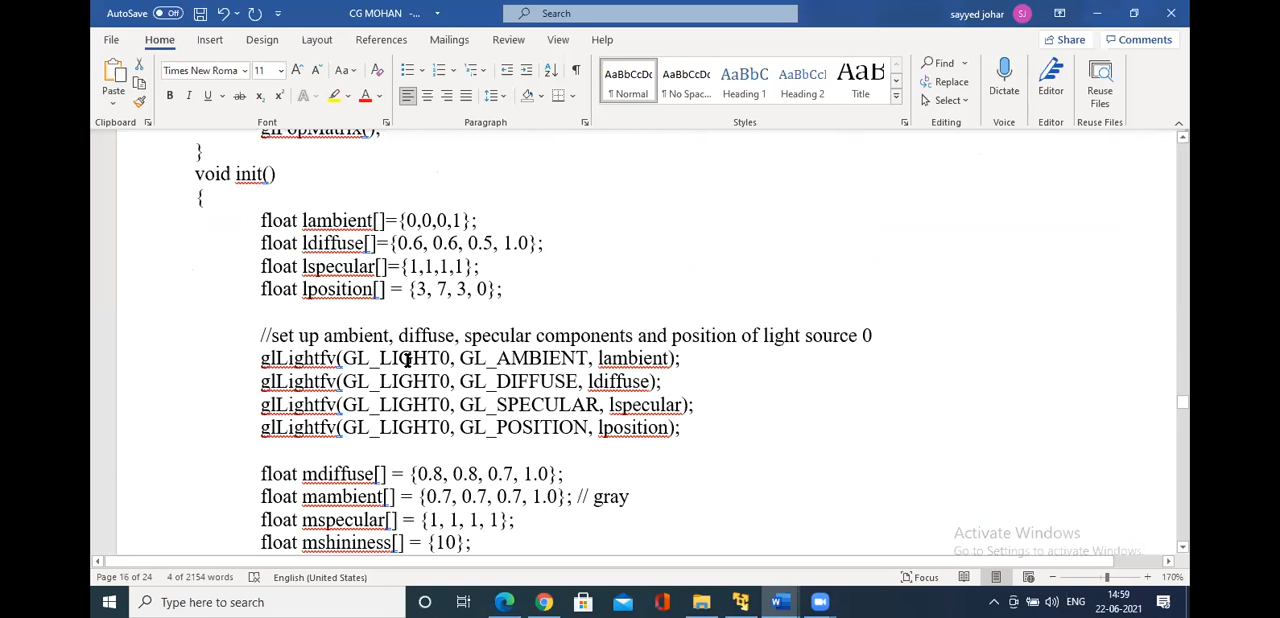 AutoSave Off CG MOHAN -... Search sayyed johar SJ
File Home Insert Design Layout References Mailings Review View Help Share Comments
Times New Roma 11 Aa
Paste B I U ab x₂ x² A A
AaBbCcDc AaBbCcDc AaBbC AaBbCcl AaB
¶ Normal ¶ No Spac... Heading 1 Heading 2 Title
Find Replace Select Dictate Editor Reuse Files
Clipboard Font Paragraph Styles Editing Voice Editor Reuse Files
glPopMatrix();
}
void init()
{
float lambient[]={0,0,0,1};
float ldiffuse[]={0.6, 0.6, 0.5, 1.0};
float lspecular[]={1,1,1,1};
float lposition[] = {3, 7, 3, 0};
//set up ambient, diffuse, specular components and position of light source 0
glLightfv(GL_LIGHT0, GL_AMBIENT, lambient);
glLightfv(GL_LIGHT0, GL_DIFFUSE, ldiffuse);
glLightfv(GL_LIGHT0, GL_SPECULAR, lspecular);
glLightfv(GL_LIGHT0, GL_POSITION, lposition);
float mdiffuse[] = {0.8, 0.8, 0.7, 1.0};
float mambient[] = {0.7, 0.7, 0.7, 1.0}; // gray
float mspecular[] = {1, 1, 1, 1};
float mshininess[] = {10};
Activate Windows
Go to Settings to activate Windows.
Page 16 of 24 4 of 2154 words English (United States) Focus 170%
Type here to search ENG 14:59
22-06-2021